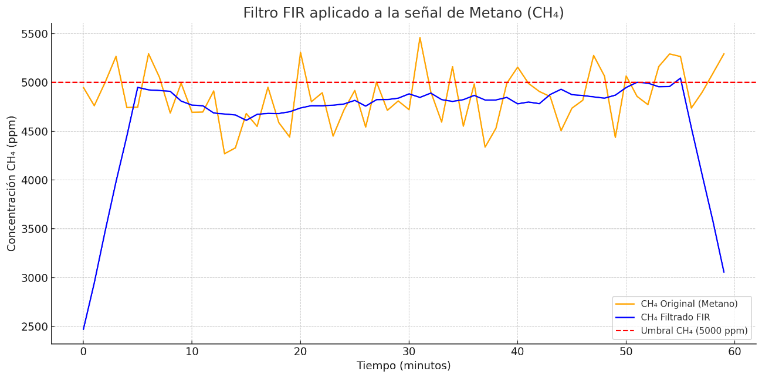 Filtro FIR aplicado a la señal de Metano (CH₄)
Concentración CH₄ (ppm)
5500
5000
4500
4000
3500
3000
2500
0
10
20
30
40
50
60
Tiempo (minutos)
CH₄ Original (Metano)
CH₄ Filtrado FIR
Umbral CH₄ (5000 ppm)